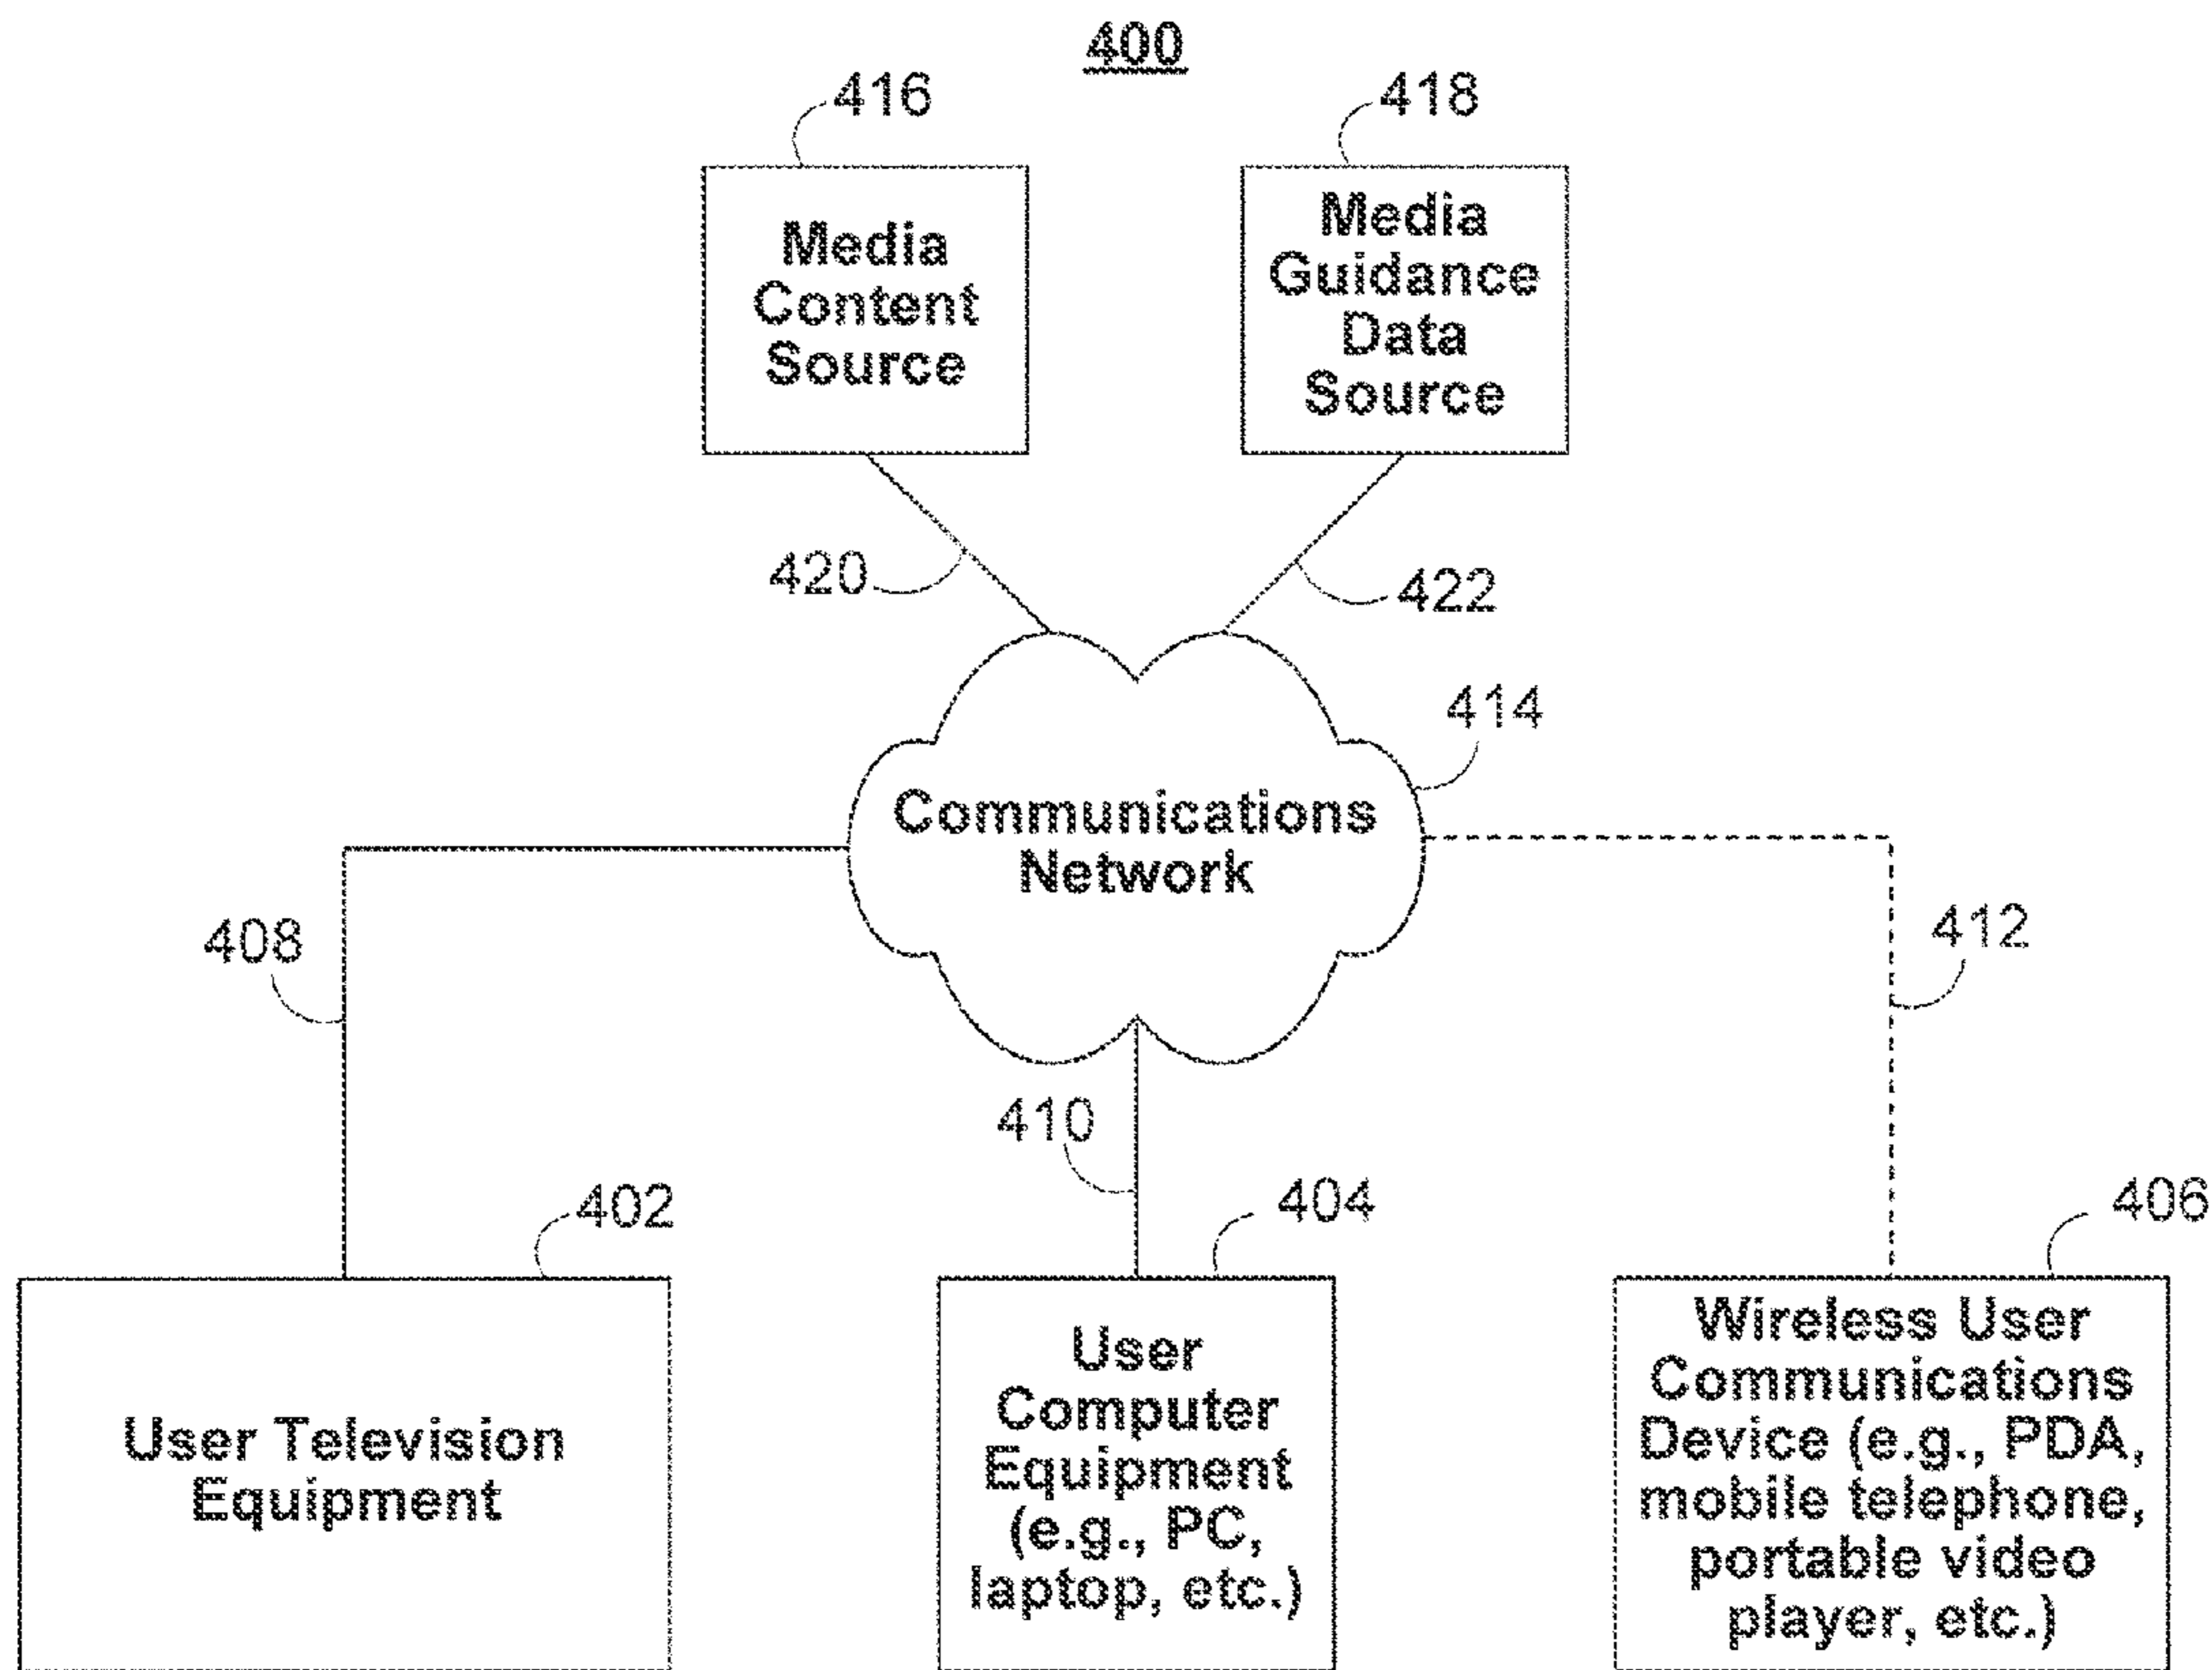 400
416
418
Media
Content
Source
Media
Guidance
Data
Source
420
422
414
Communications
Network
408
412
410
402
404
406
User Television
Equipment
User
Computer
Equipment
(e.g., PC,
laptop, etc.)
Wireless User
Communications
Device (e.g., PDA,
mobile telephone,
portable video
player, etc.)